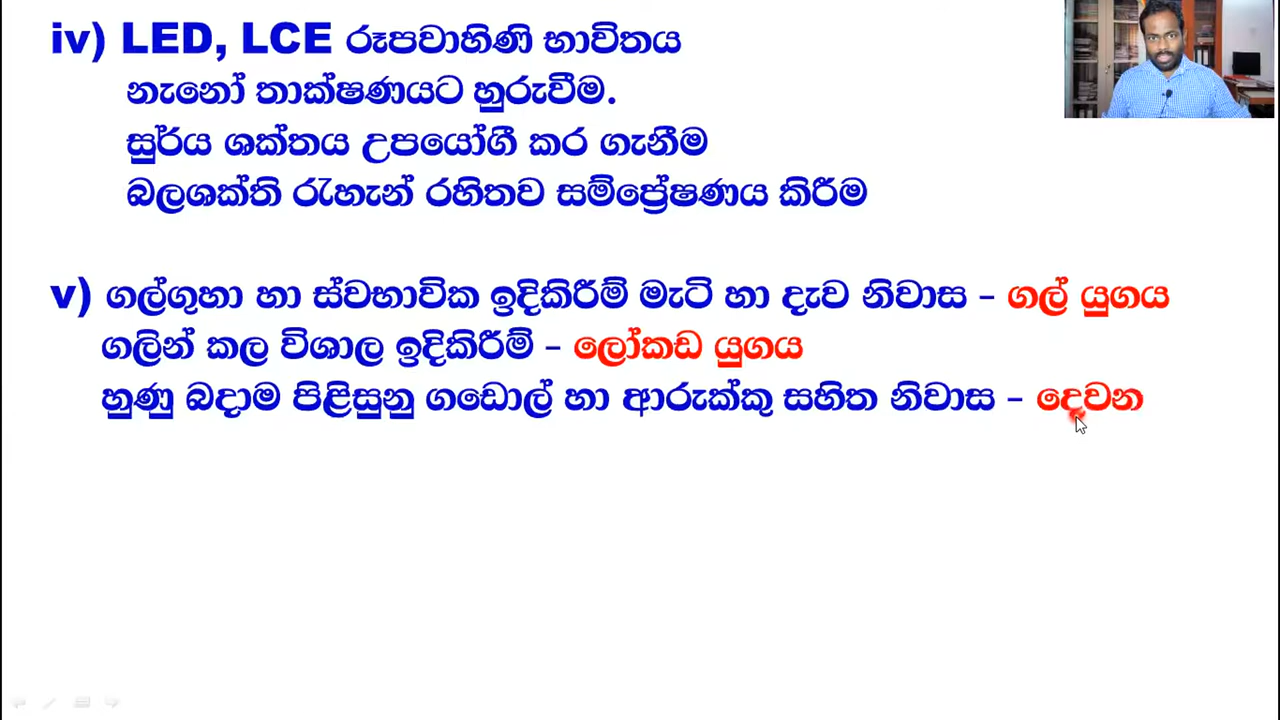 iv) LED, LCE රූපවාහිණි භාවිතය
නැනෝ තාක්ෂණයට හුරුවීම.
සුර්ය ශක්තය උපයෝගී කර ගැනීම
බලශක්ති රැහැන් රහිතව සම්ප්‍රේෂණය කිරීම
v) ගල්ගුහා හා ස්වභාවික ඉදිකිරීම් මැටි හා දැව නිවාස - ගල් යුගය
ගලින් කල විශාල ඉදිකිරීම් - ලෝකඩ යුගය
හුණු බදාම පිළිසුනු ගඩොල් හා ආරුක්කු සහිත නිවාස - දෙවන